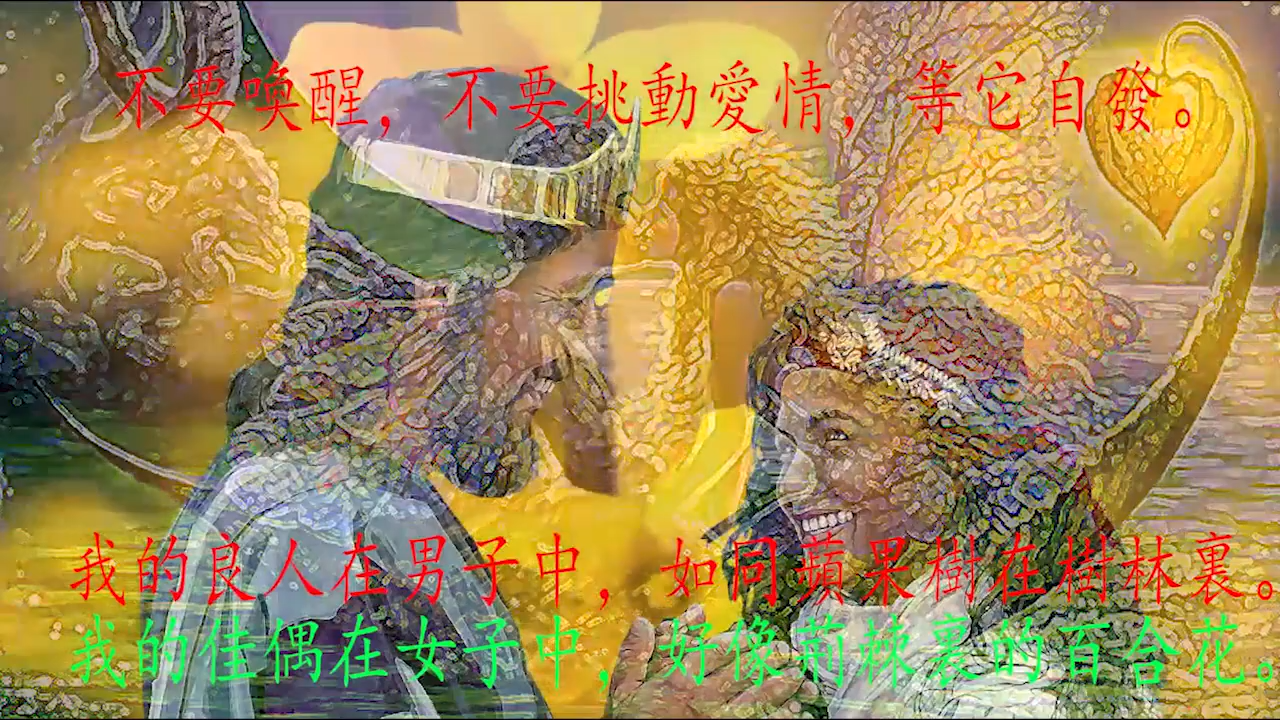 不要喚醒，不要挑動愛情，等它自發。
我的良人在男子中，如同蘋果樹在樹林裏。
我的佳偶在女子中，好像荊棘裏的百合花。